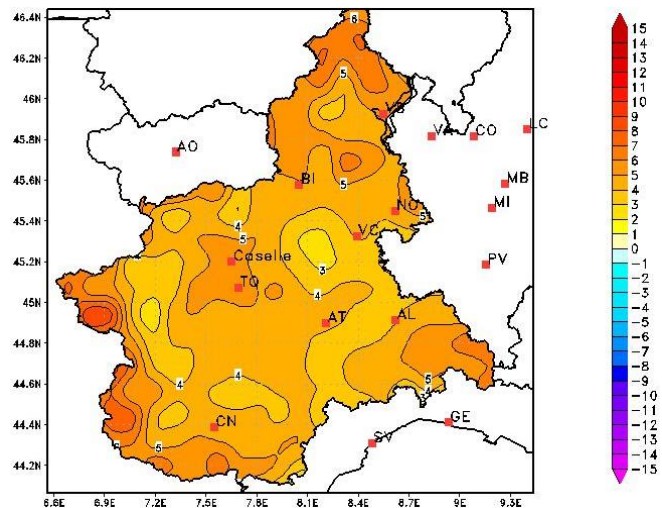 46.4N
46.2N
46N
45.8N
45.6N
45.4N
45.2N
45N
44.8N
44.6N
44.4N
44.2N
6.6E 6.9E 7.2E 7.5E 7.8E 8.1E 8.4E 8.7E 9E 9.3E
6
5
VB
VA
CO
LC
AO
BI
5
MB
MI
NO
5
4
5
VC
Caselle
3
PV
TO
4
AT
AL
4
4
5
4
CN
GE
SV
5
15
14
13
12
11
10
9
8
7
6
5
4
3
2
1
0
-1
-2
-3
-4
-5
-6
-7
-8
-9
-10
-11
-12
-13
-14
-15